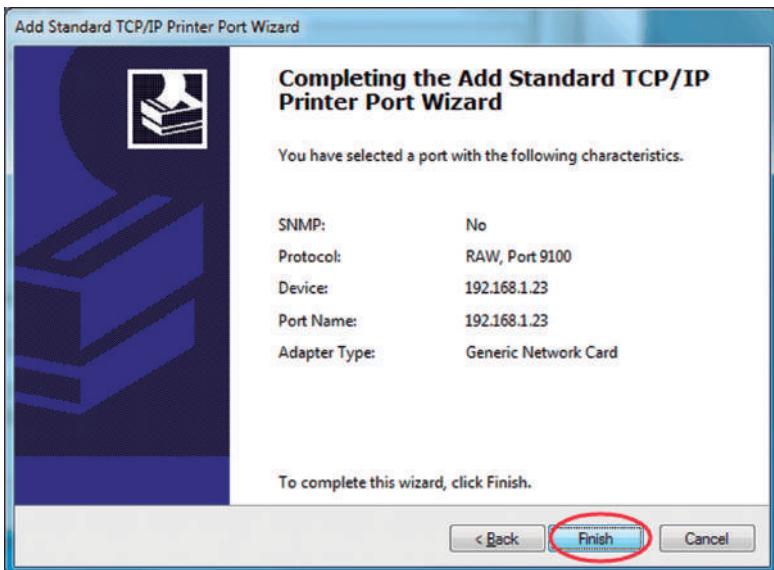 Add Standard TCP/IP Printer Port Wizard
Completing the Add Standard TCP/IP
Printer Port Wizard
You have selected a port with the following characteristics.
SNMP: No
Protocol: RAW, Port 9100
Device: 192.168.1.23
Port Name: 192.168.1.23
Adapter Type: Generic Network Card
To complete this wizard, click Finish.
< Back Finish Cancel